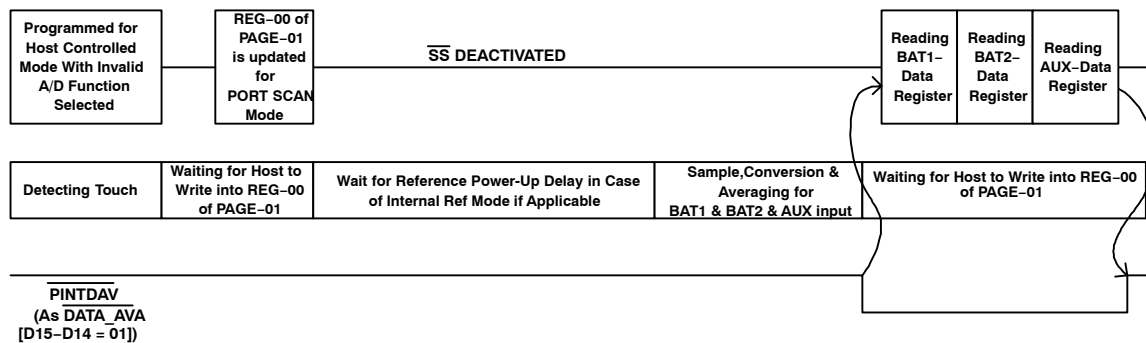 Programmed for
Host Controlled
Mode With Invalid
A/D Function
Selected
REG−00 of
PAGE−01
is updated
for
PORT SCAN
Mode
SS DEACTIVATED
Reading
BAT1−
Data
Register
Reading
BAT2−
Data
Register
Reading
AUX−Data
Register
Detecting Touch
Waiting for Host to
Write into REG−00
of PAGE−01
Wait for Reference Power-Up Delay in Case
of Internal Ref Mode if Applicable
Sample,Conversion &
Averaging for
BAT1 & BAT2 & AUX input
Waiting for Host to Write into REG−00
of PAGE−01
PINTDAV
(As DATA_AVA
[D15−D14 = 01])